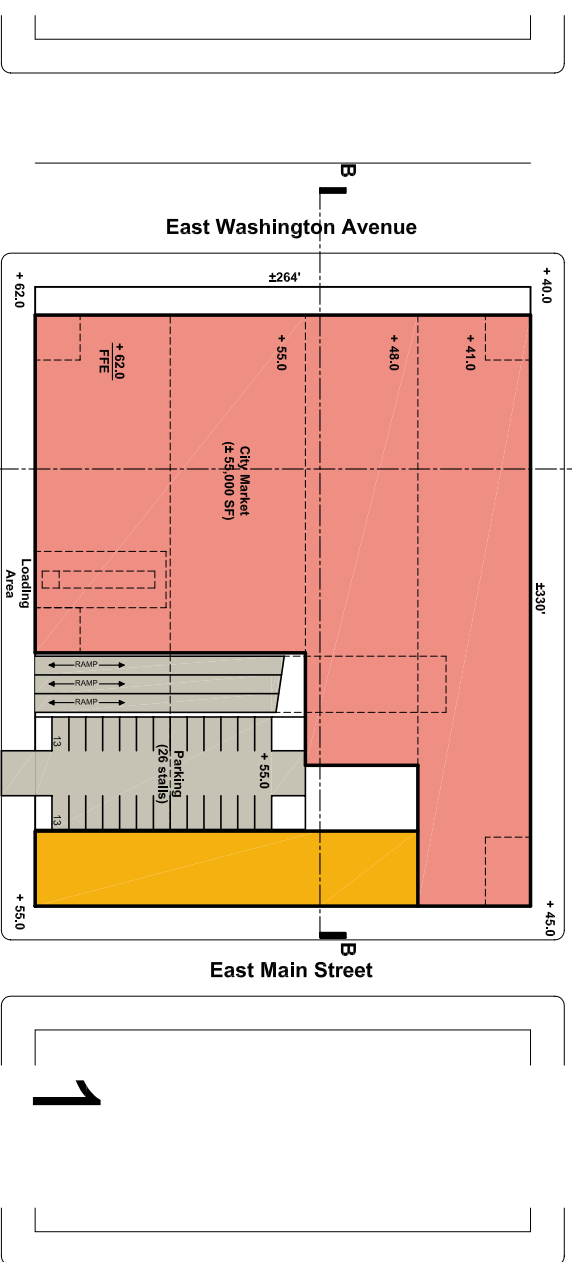 B
East Washington Avenue
±264'
+ 62.0
+ 40.0
+ 62.0
FFE
+ 55.0
+ 48.0
+ 41.0
City Market
(± 55,000 SF)
Loading
Area
±330'
RAMP
RAMP
RAMP
13
Parking
(26 stalls)
+ 55.0
13
+ 55.0
+ 45.0
B
East Main Street
1